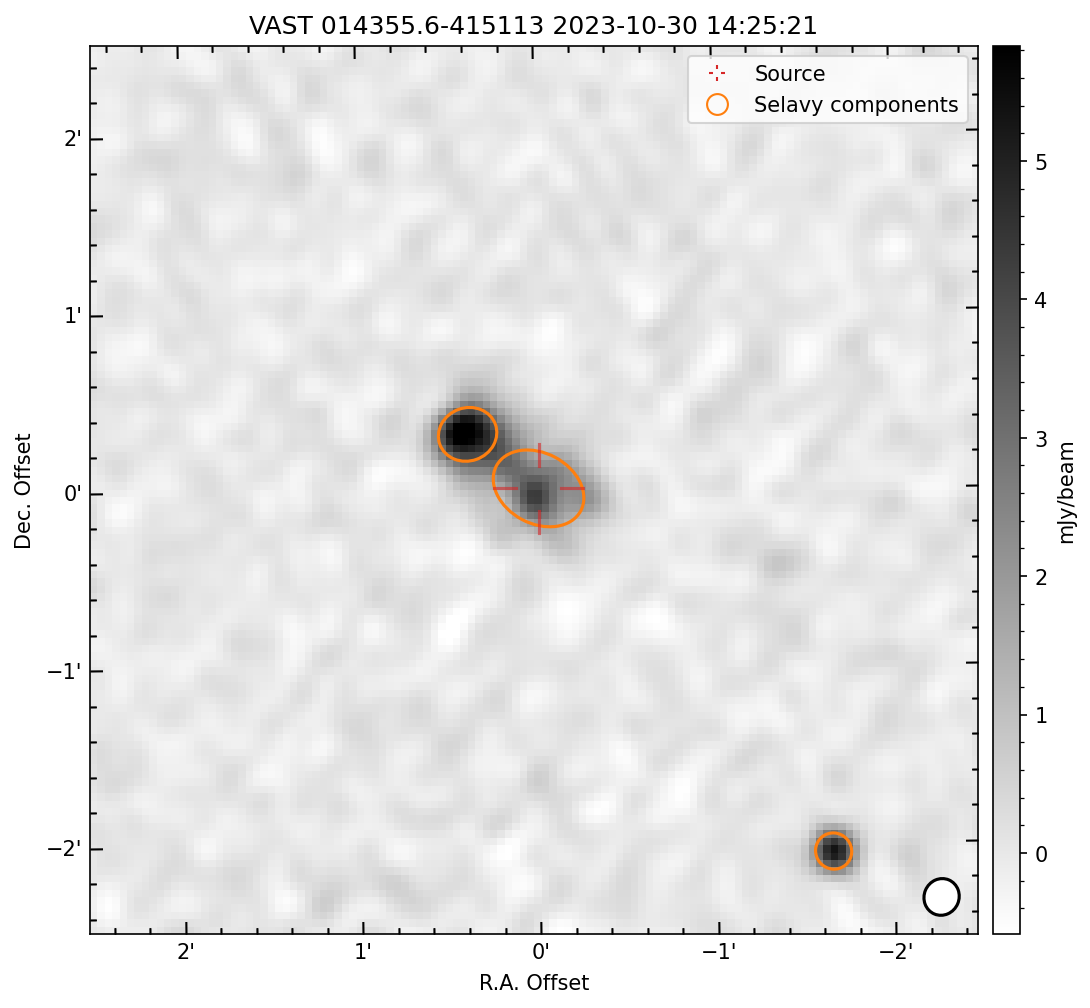 VAST 014355.6-415113 2023-10-30 14:25:21
Source
Selavy components
2'
1'
0'
−1'
−2'
Dec. Offset
2'
1'
0'
−1'
−2'
R.A. Offset
5
4
3
2
1
0
mJy/beam